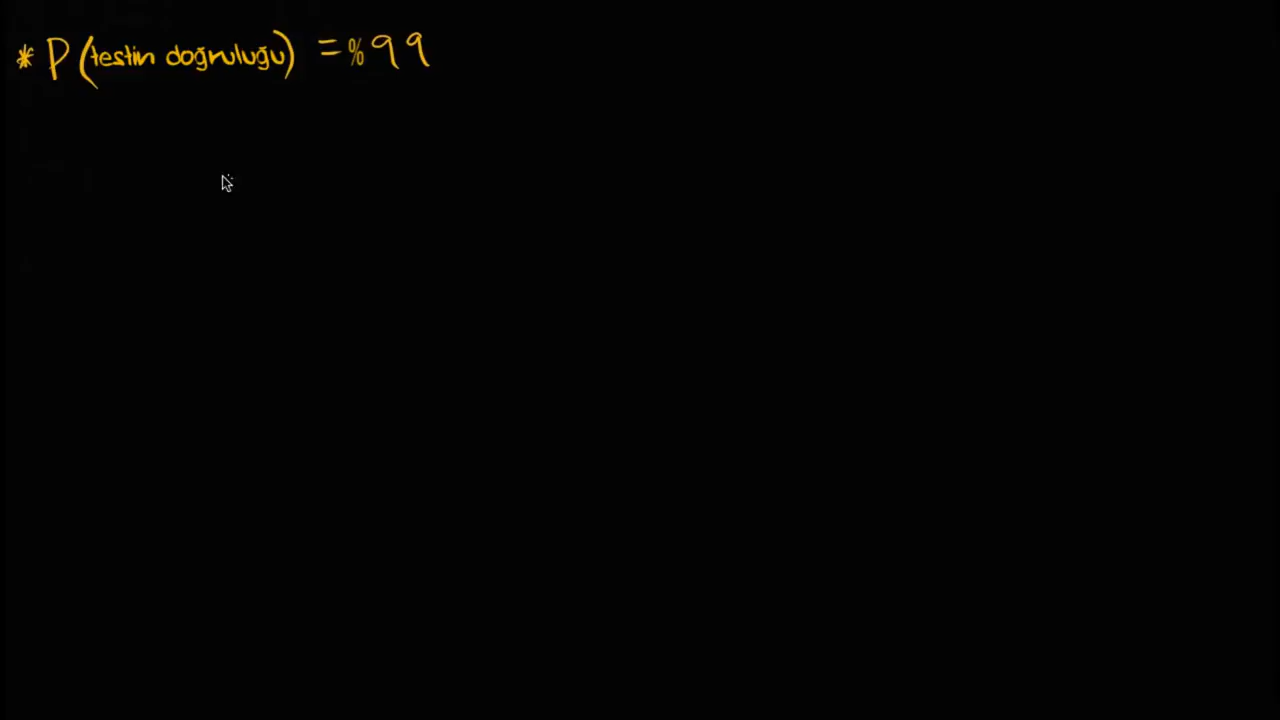 * P (testin doğruluğu) = %99